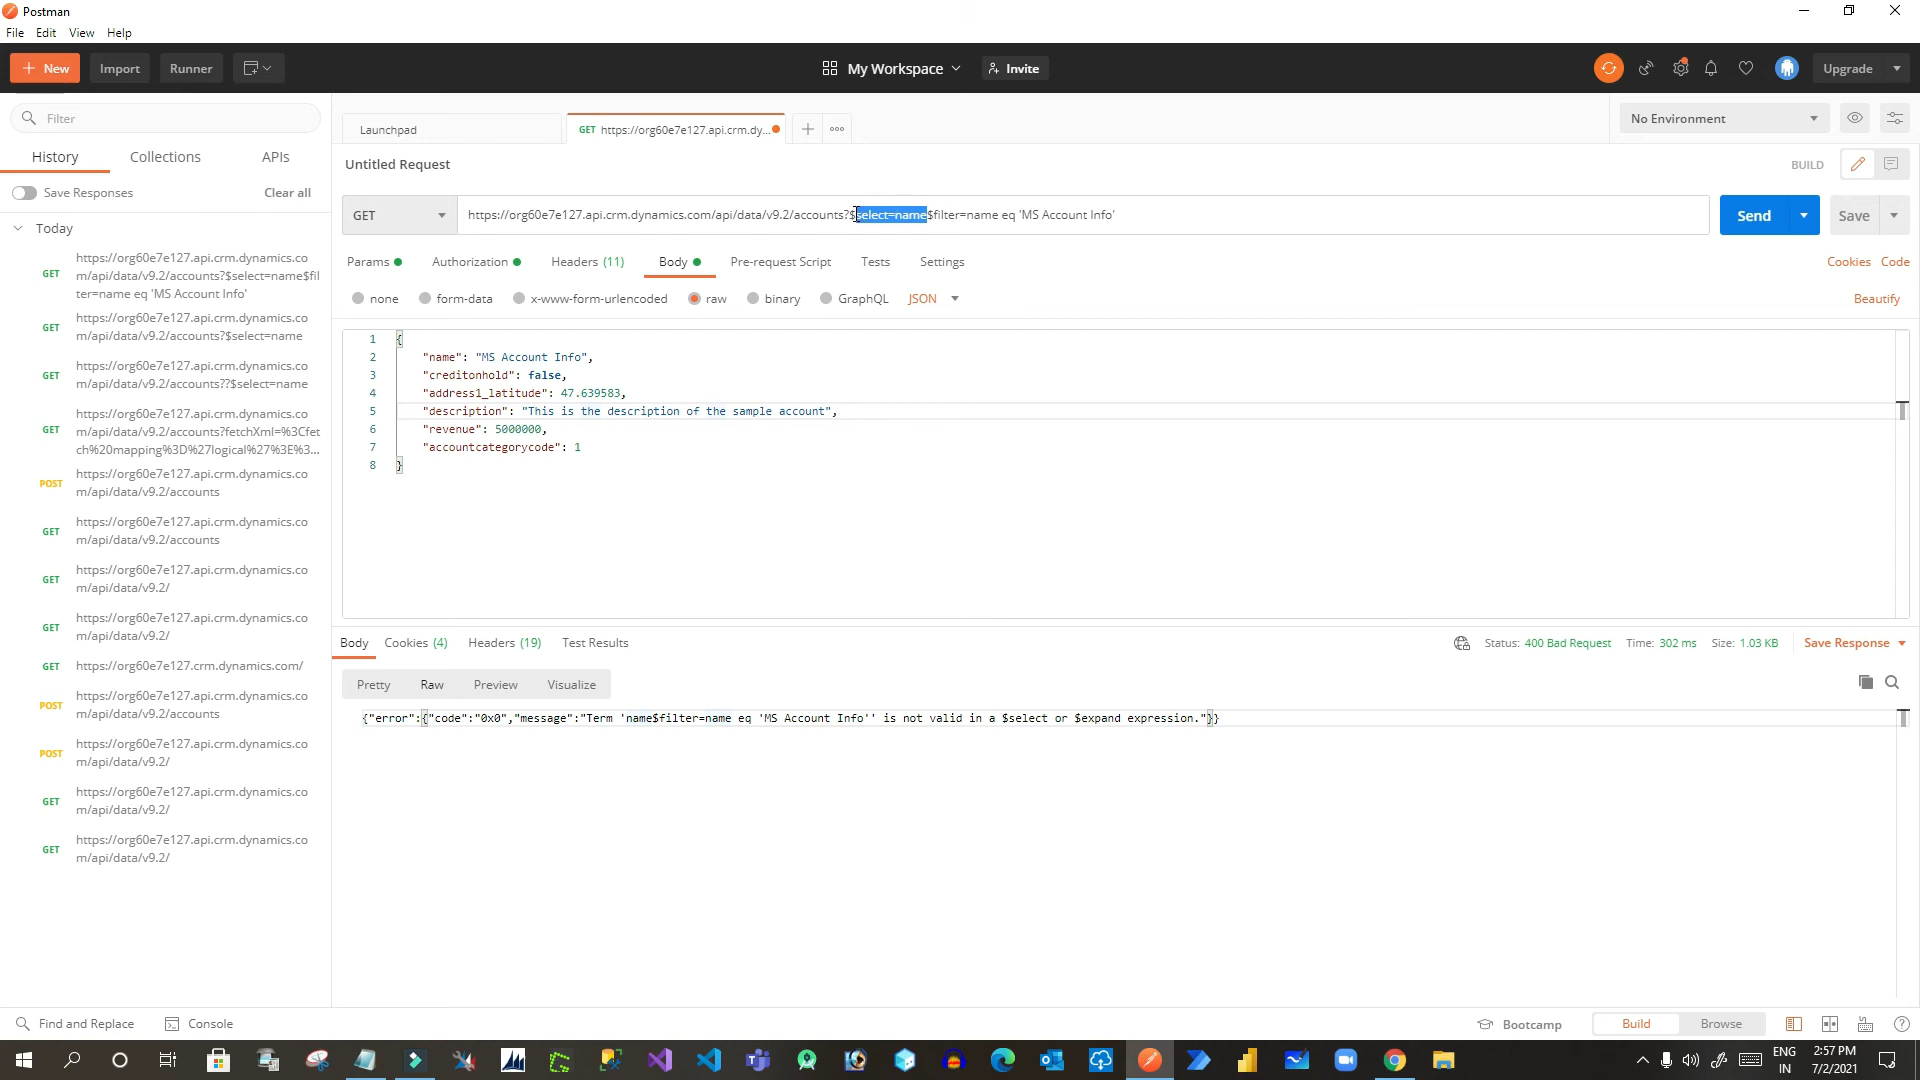 Postman
File Edit View Help
New Import Runner My Workspace Invite Upgrade
Filter
History Collections APIs
Save Responses Clear all
Today
GET https://org60e7e127.api.crm.dynamics.co
m/api/data/v9.2/accounts?$select=name$fil
ter=name eq 'MS Account Info'
GET https://org60e7e127.api.crm.dynamics.co
m/api/data/v9.2/accounts?$select=name
GET https://org60e7e127.api.crm.dynamics.co
m/api/data/v9.2/accounts??$select=name
GET https://org60e7e127.api.crm.dynamics.co
m/api/data/v9.2/accounts?fetchXml=%3Cfet
ch%20mapping%3D%27logical%27%3E%3...
POST https://org60e7e127.api.crm.dynamics.co
m/api/data/v9.2/accounts
GET https://org60e7e127.api.crm.dynamics.co
m/api/data/v9.2/accounts
GET https://org60e7e127.api.crm.dynamics.co
m/api/data/v9.2/
GET https://org60e7e127.api.crm.dynamics.co
m/api/data/v9.2/
GET https://org60e7e127.crm.dynamics.com/
POST https://org60e7e127.api.crm.dynamics.co
m/api/data/v9.2/accounts
POST https://org60e7e127.api.crm.dynamics.co
m/api/data/v9.2/
GET https://org60e7e127.api.crm.dynamics.co
m/api/data/v9.2/
GET https://org60e7e127.api.crm.dynamics.co
m/api/data/v9.2/
Launchpad GET https://org60e7e127.api.crm.dy... No Environment
Untitled Request BUILD
GET https://org60e7e127.api.crm.dynamics.com/api/data/v9.2/accounts?$select=name$filter=name eq 'MS Account Info' Send Save
Params Authorization Headers (11) Body Pre-request Script Tests Settings Cookies Code
none form-data x-www-form-urlencoded raw binary GraphQL JSON Beautify
1 {
2 "name": "MS Account Info",
3 "creditonhold": false,
4 "address1_latitude": 47.639583,
5 "description": "This is the description of the sample account",
6 "revenue": 5000000,
7 "accountcategorycode": 1
8 }
Body Cookies (4) Headers (19) Test Results Status: 400 Bad Request Time: 302 ms Size: 1.03 KB Save Response
Pretty Raw Preview Visualize
{"error":{"code":"0x0","message":"Term 'name$filter=name eq 'MS Account Info'' is not valid in a $select or $expand expression."}}
Find and Replace Console Bootcamp Build Browse
ENG 2:57 PM
IN 7/2/2021